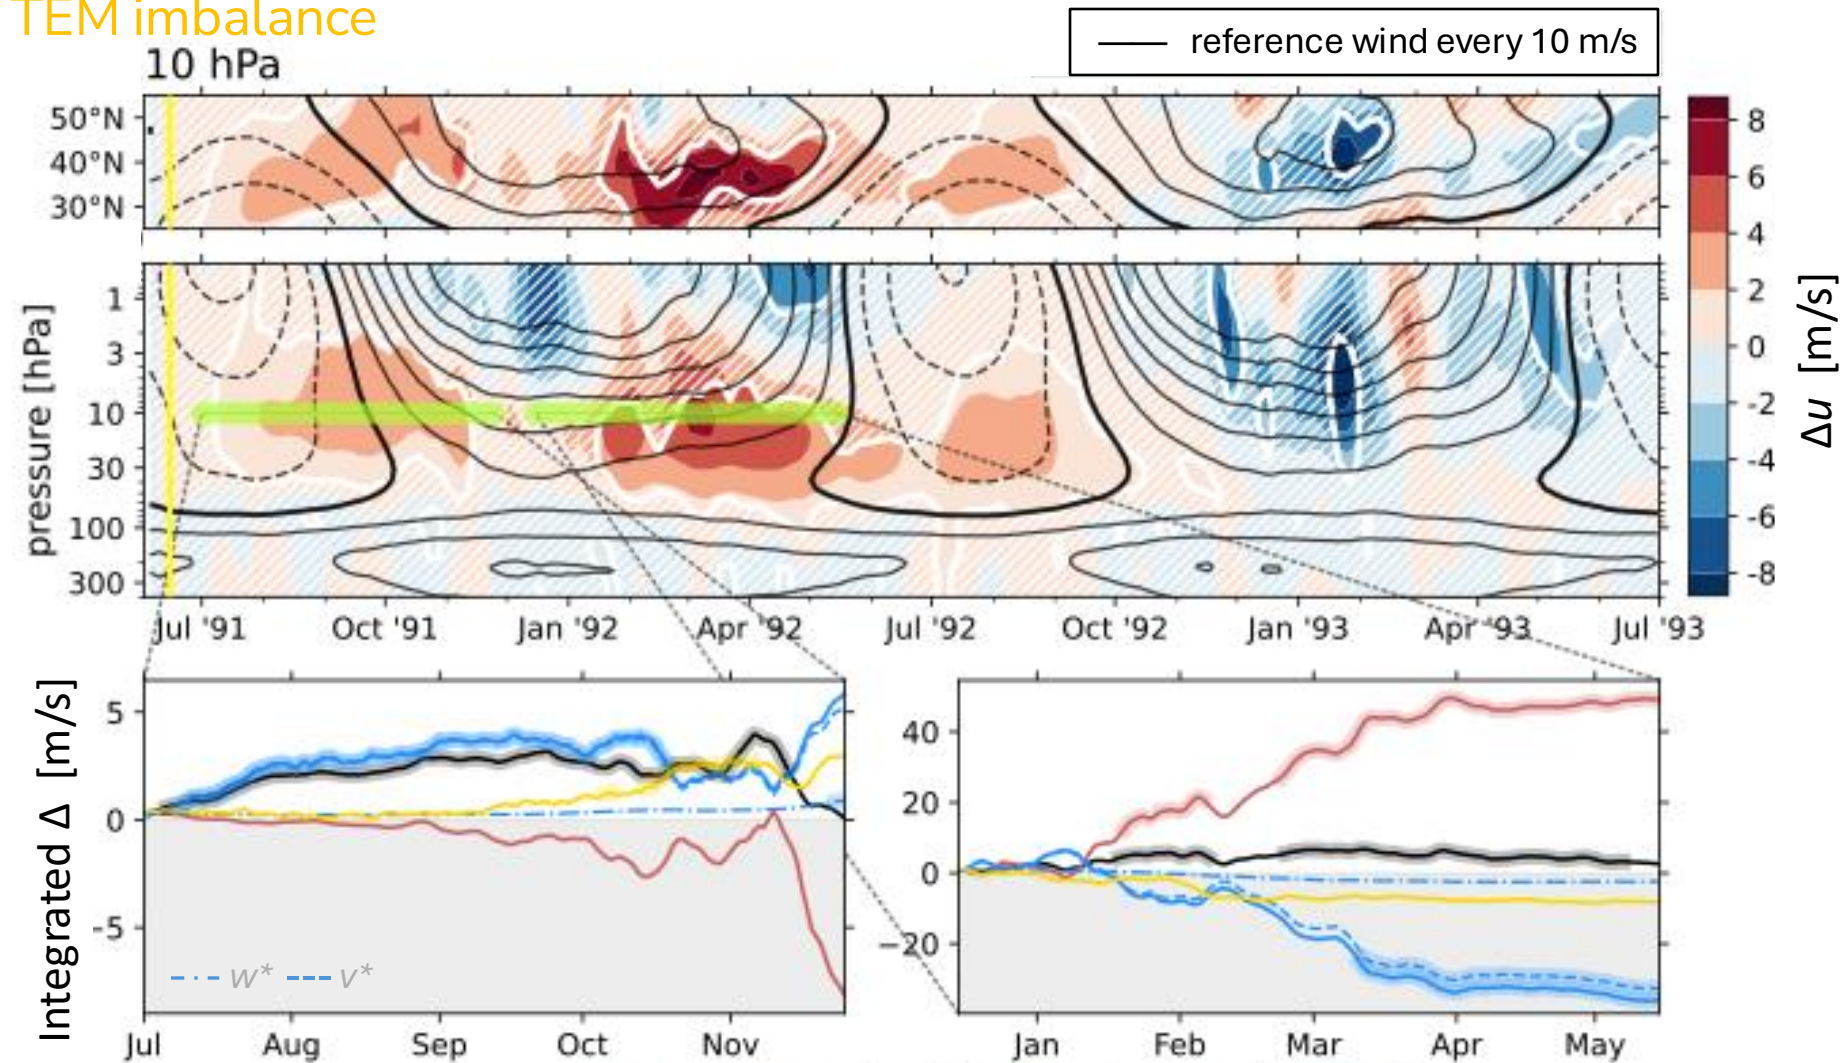 TEM imbalance
reference wind every 10 m/s
10 hPa
50°N
40°N
30°N
pressure [hPa]
1
3
10
30
100
300
Jul '91
Oct '91
Jan '92
Apr '92
Jul '92
Oct '92
Jan '93
Apr '93
Jul '93
8
6
4
2
0
-2
-4
-6
-8
Δu [m/s]
Integrated Δ [m/s]
5
0
-5
w* v*
Jul
Aug
Sep
Oct
Nov
40
20
0
−20
Jan
Feb
Mar
Apr
May